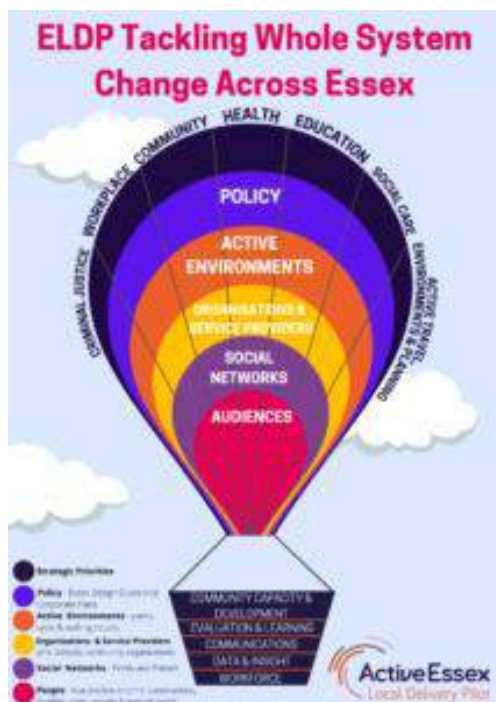 ELDP Tackling Whole System
Change Across Essex
CRIMINAL JUSTICE
WORKPLACE
COMMUNITY
HEALTH
EDUCATION
SOCIAL CARE
ACTIVE TRAVEL
ENVIRONMENTS & PLANNING
POLICY
ACTIVE
ENVIRONMENTS
ORGANISATIONS &
SERVICE PROVIDERS
SOCIAL
NETWORKS
AUDIENCES
COMMUNITY CAPACITY &
DEVELOPMENT
EVALUATION & LEARNING
COMMUNICATIONS
DATA & INSIGHT
WORKFORCE
Strategic Priorities
Policy
Active Environments
Organisations & Service Providers
Social Networks
People
ActiveEssex
Local Delivery Pilot